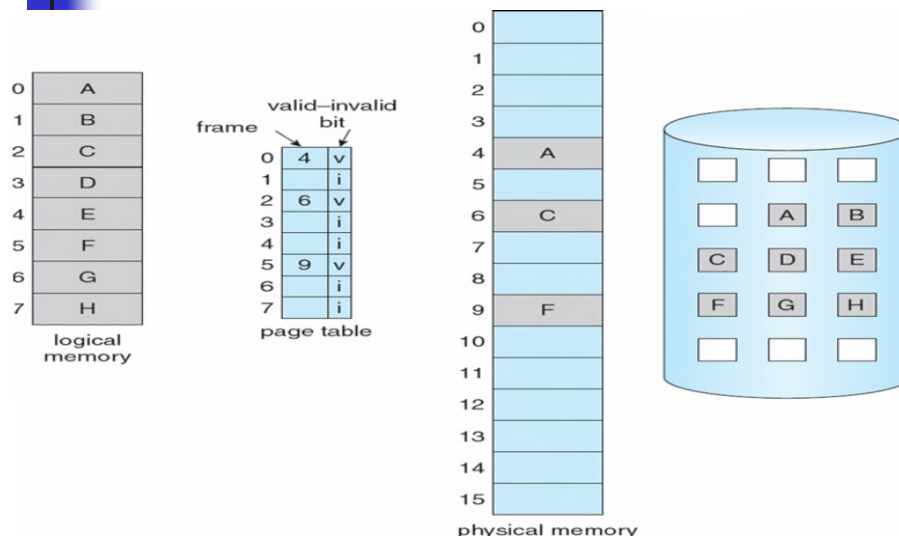 0 A
1 B
2 C
3 D
4 E
5 F
6 G
7 H
logical
memory
valid–invalid
bit
frame
0 4 v
1 i
2 6 v
3 i
4 i
5 9 v
6 i
7 i
page table
0
1
2
3
4 A
5
6 C
7
8
9 F
10
11
12
13
14
15
physical memory
A B
C D E
F G H